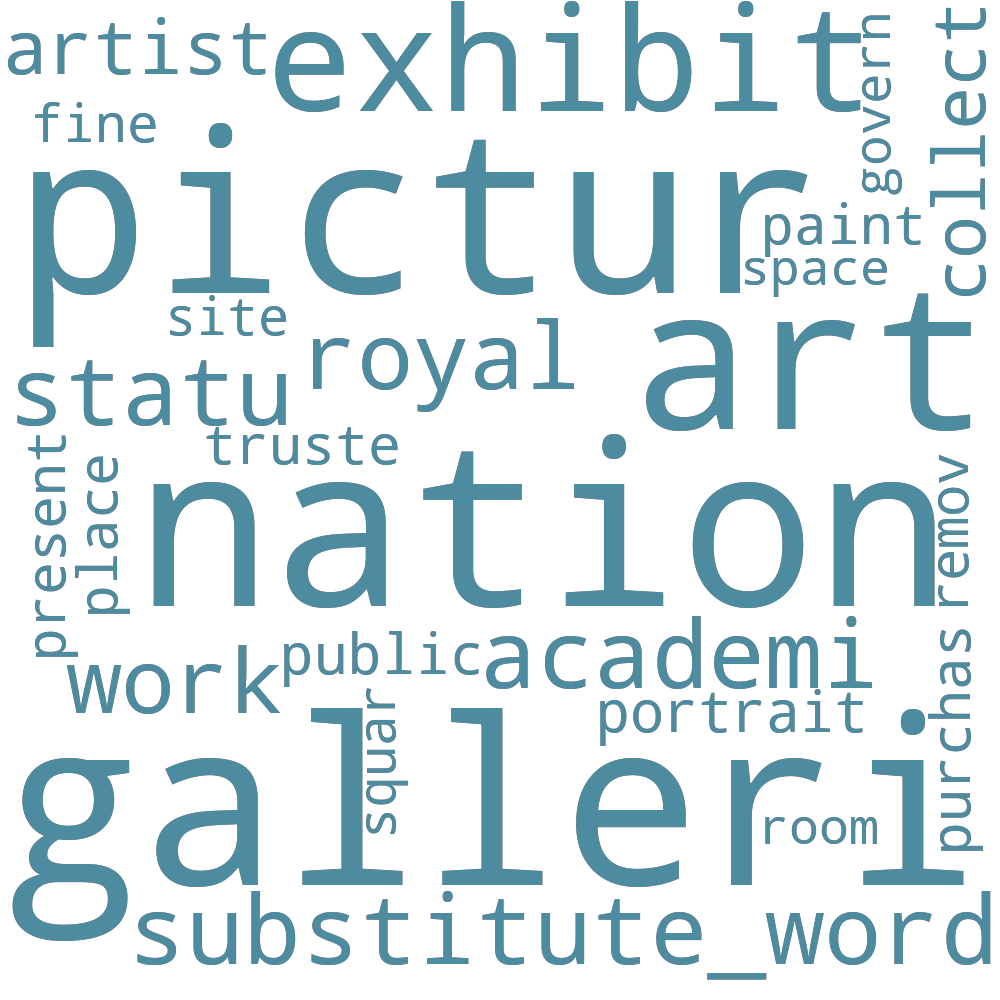 artist
exhibit
govern
collect
fine
pictur
paint
space
site
royal
art
statu
truste
present
place
nation
remov
work
public
academi
purchas
portrait
squar
galleri
room
substitute_word